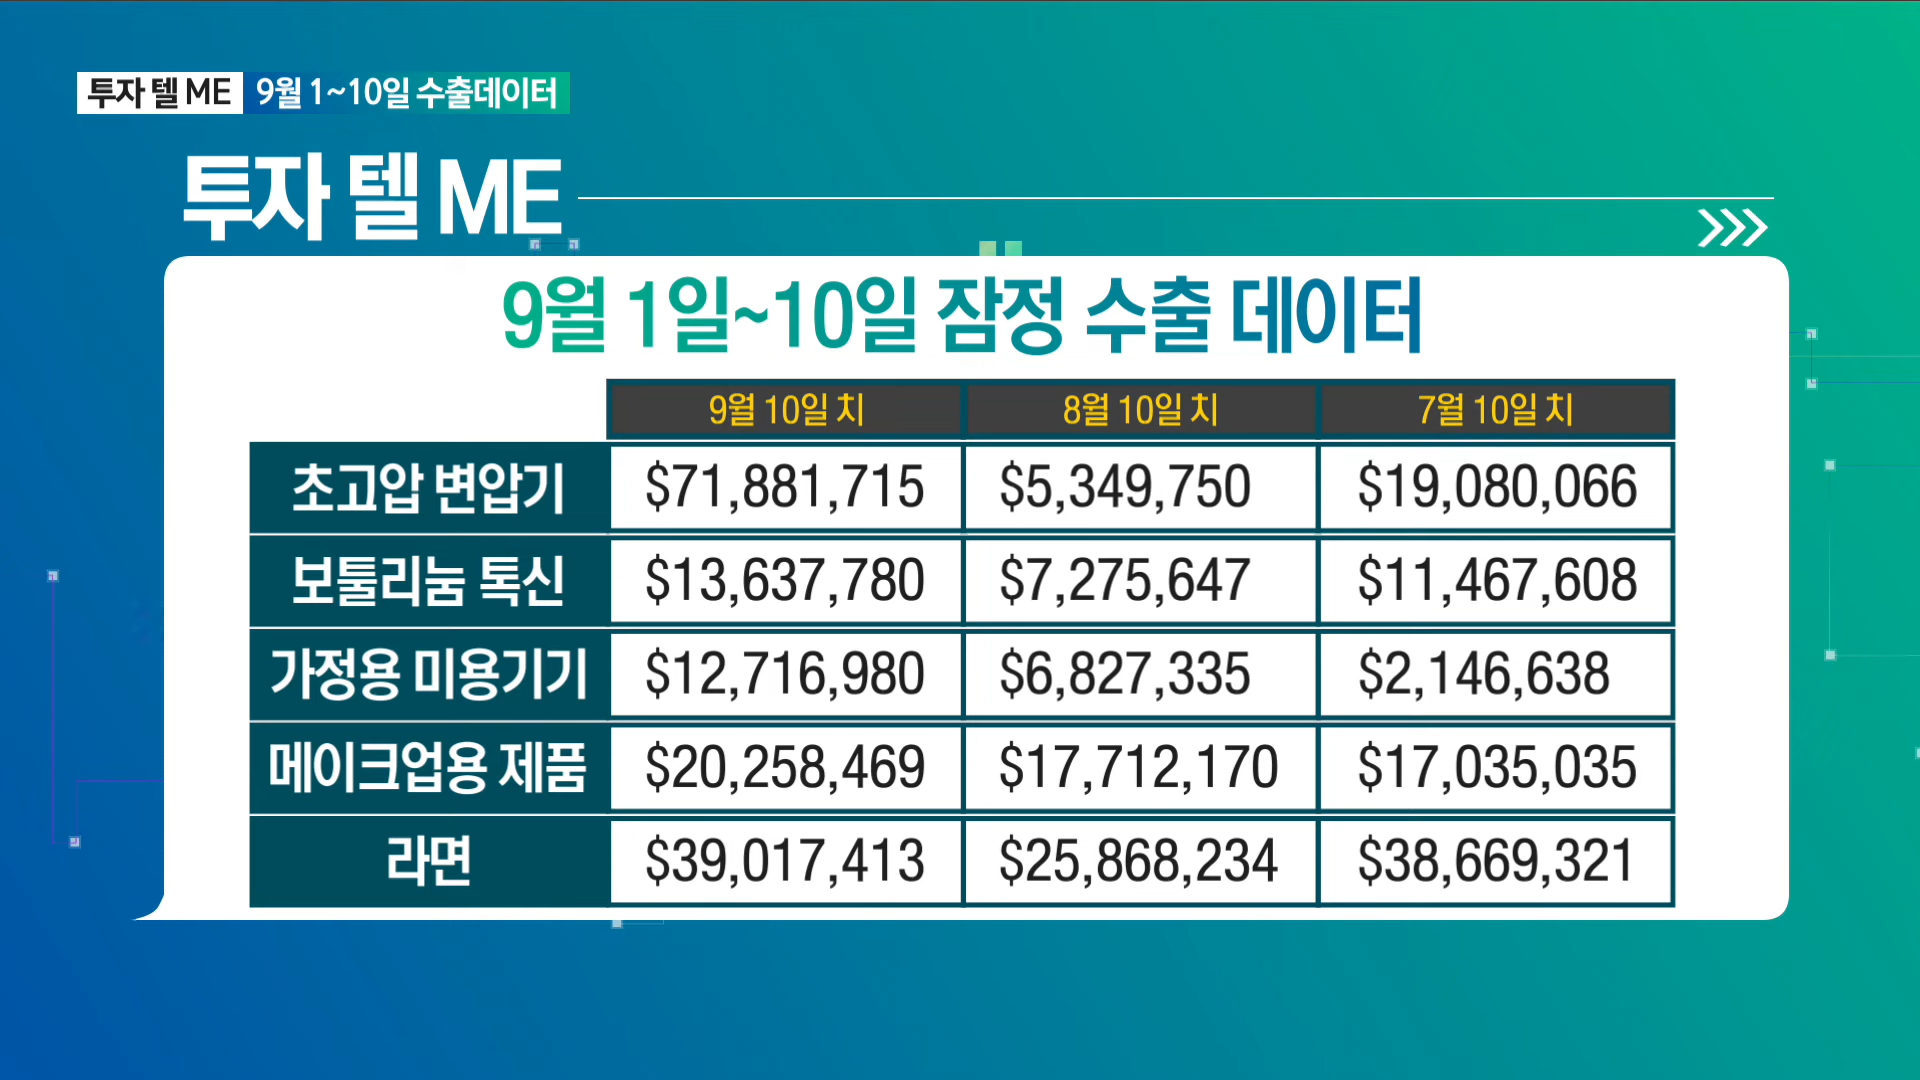 투자 텔 ME 9월 1~10일 수출데이터
투자 텔 ME
9월 1일~10일 잠정 수출 데이터
9월 10일 치 8월 10일 치 7월 10일 치
초고압 변압기 $71,881,715 $5,349,750 $19,080,066
보툴리눔 톡신 $13,637,780 $7,275,647 $11,467,608
가정용 미용기기 $12,716,980 $6,827,335 $2,146,638
메이크업용 제품 $20,258,469 $17,712,170 $17,035,035
라면 $39,017,413 $25,868,234 $38,669,321